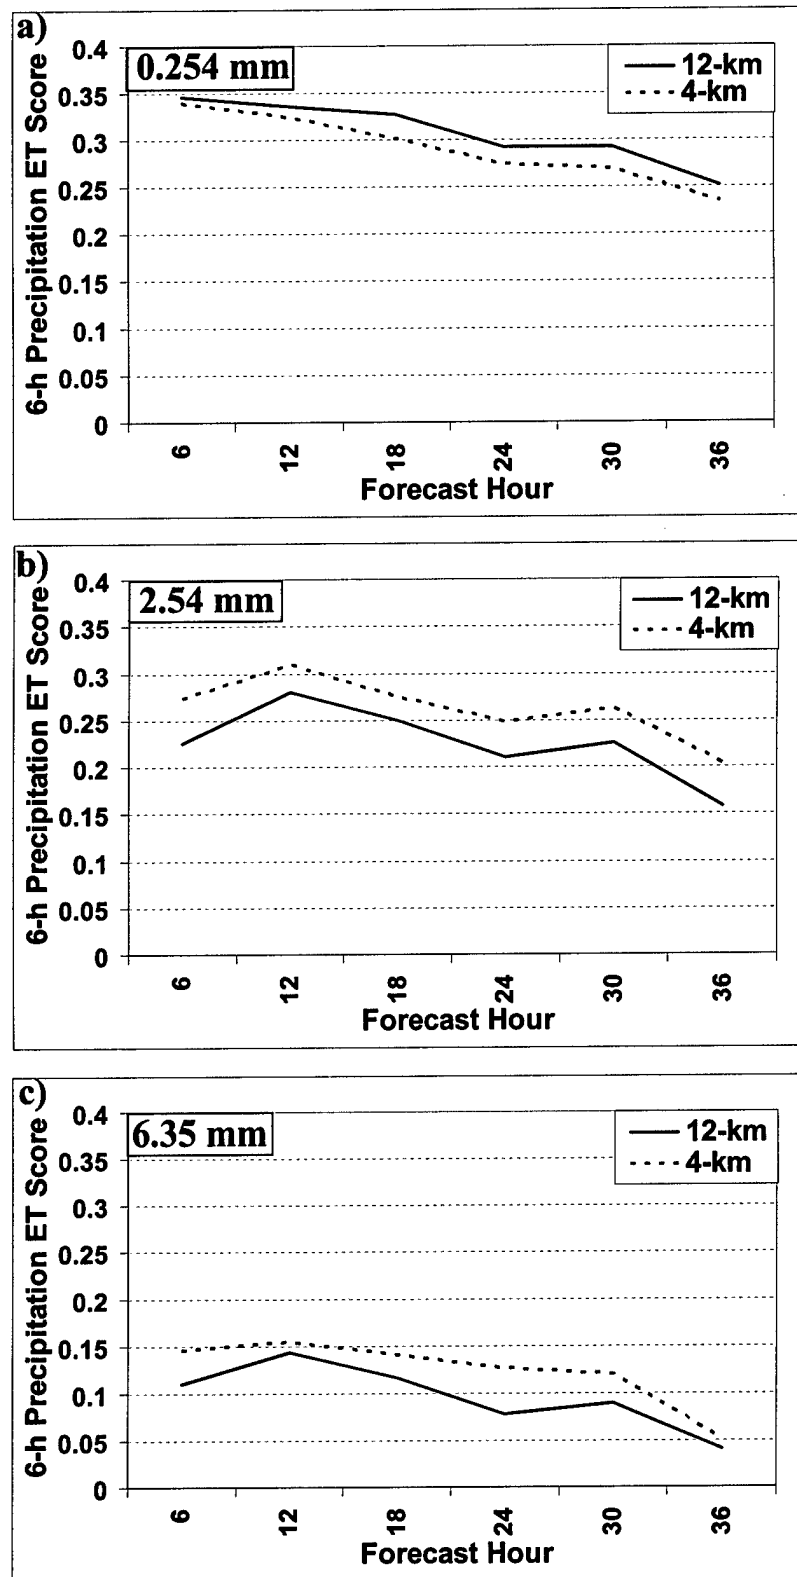 a)
0.254 mm
12-km
4-km
6-h Precipitation ET Score
0.4
0.35
0.3
0.25
0.2
0.15
0.1
0.05
0
6
12
18
24
30
36
Forecast Hour
b)
2.54 mm
12-km
4-km
6-h Precipitation ET Score
0.4
0.35
0.3
0.25
0.2
0.15
0.1
0.05
0
6
12
18
24
30
36
Forecast Hour
c)
6.35 mm
12-km
4-km
6-h Precipitation ET Score
0.4
0.35
0.3
0.25
0.2
0.15
0.1
0.05
0
6
12
18
24
30
36
Forecast Hour